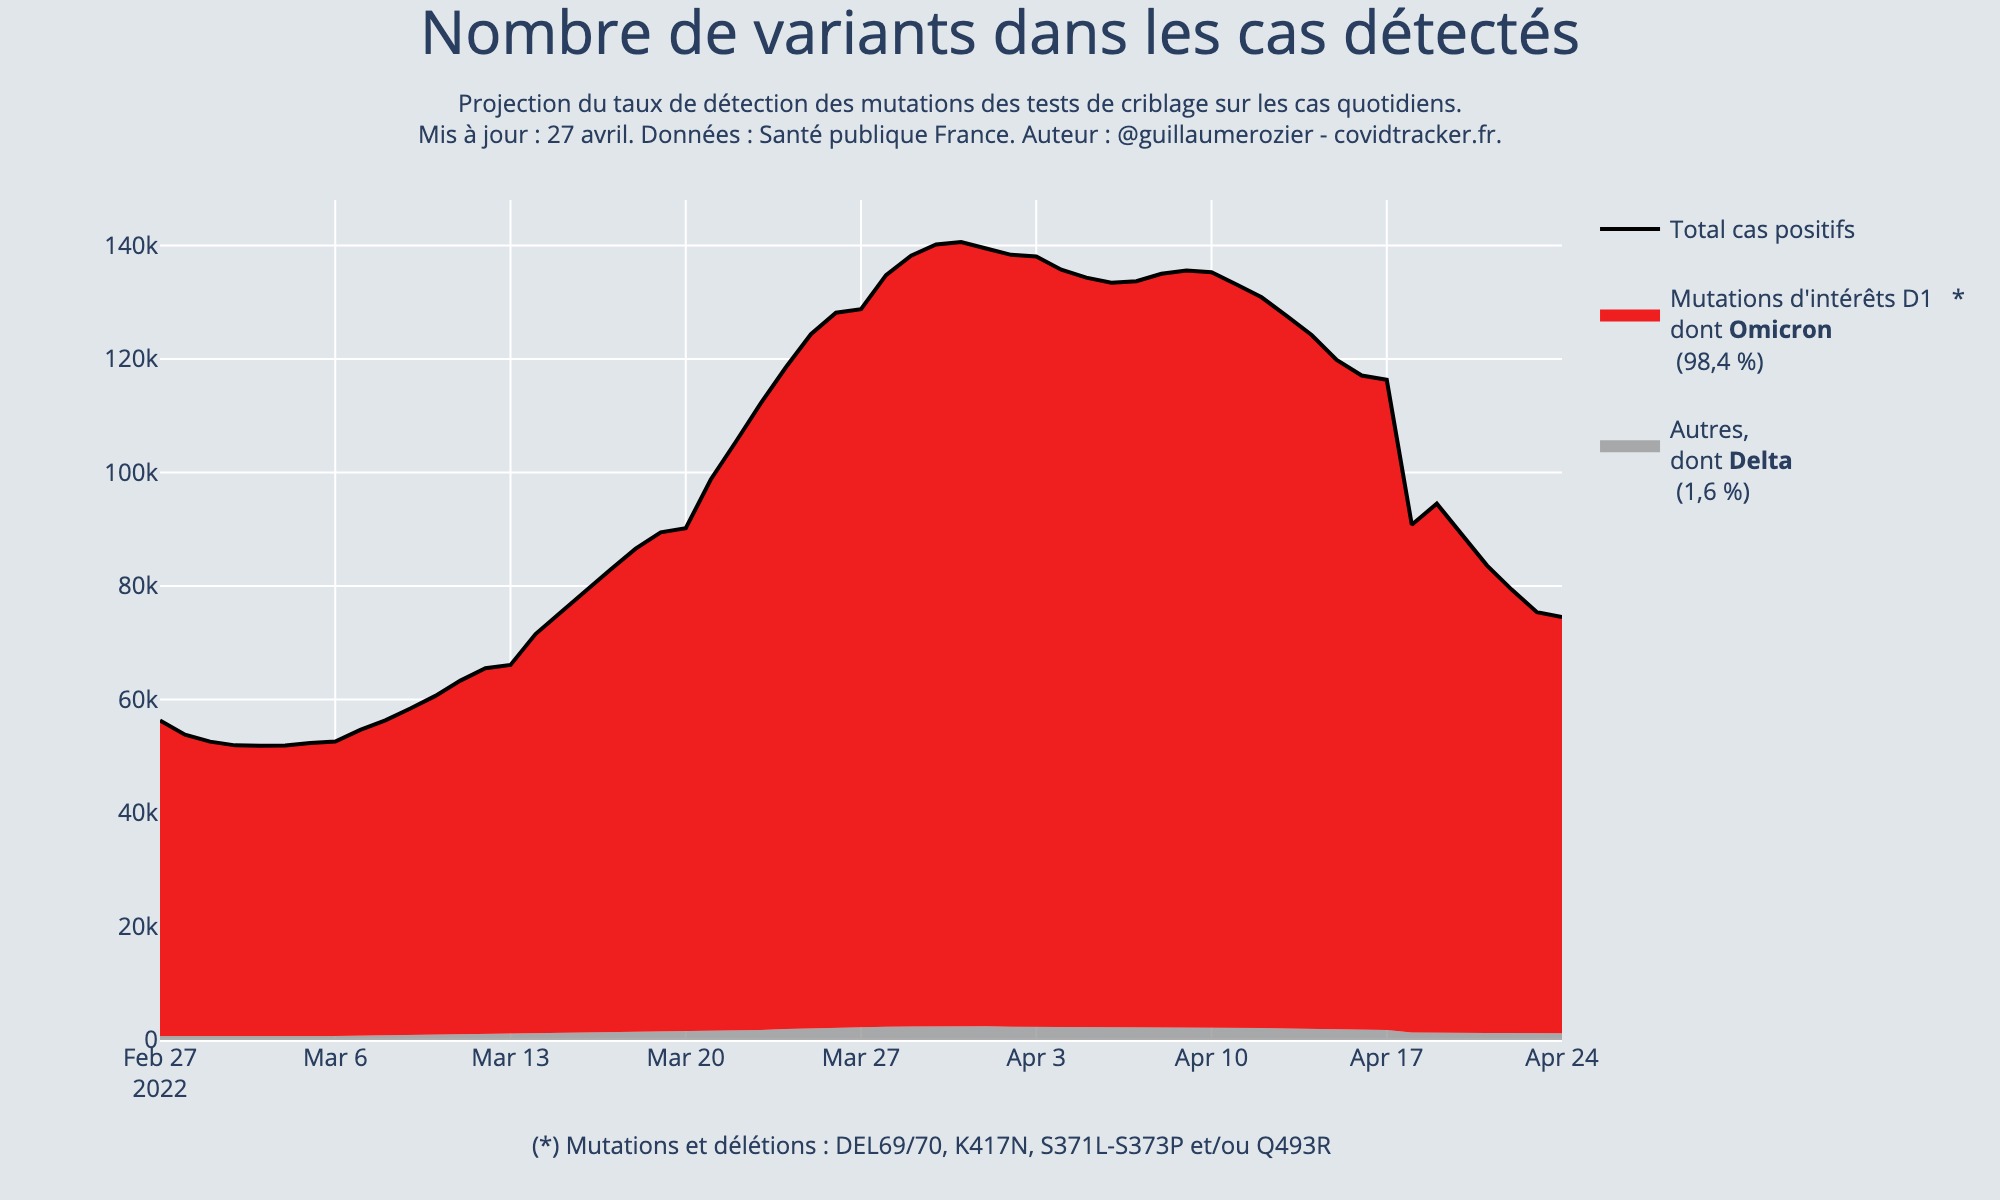 Nombre de variants dans les cas détectés
Projection du taux de détection des mutations des tests de criblage sur les cas quotidiens.
Mis à jour : 27 avril. Données : Santé publique France. Auteur : @guillaumerozier - covidtracker.fr.
140k
120k
100k
80k
60k
40k
20k
0
Feb 27
2022
Mar 6
Mar 13
Mar 20
Mar 27
Apr 3
Apr 10
Apr 17
Apr 24
Total cas positifs
Mutations d'intérêts D1 *
dont Omicron
(98,4 %)
Autres,
dont Delta
(1,6 %)
(*) Mutations et délétions : DEL69/70, K417N, S371L-S373P et/ou Q493R